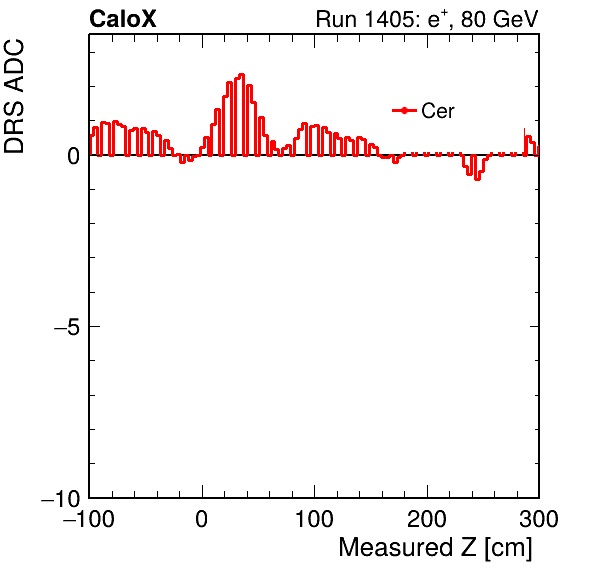 CaloX Run 1405: e⁺, 80 GeV
DRS ADC
Cer
0
−5
−10
−100 0 100 200 300
Measured Z [cm]